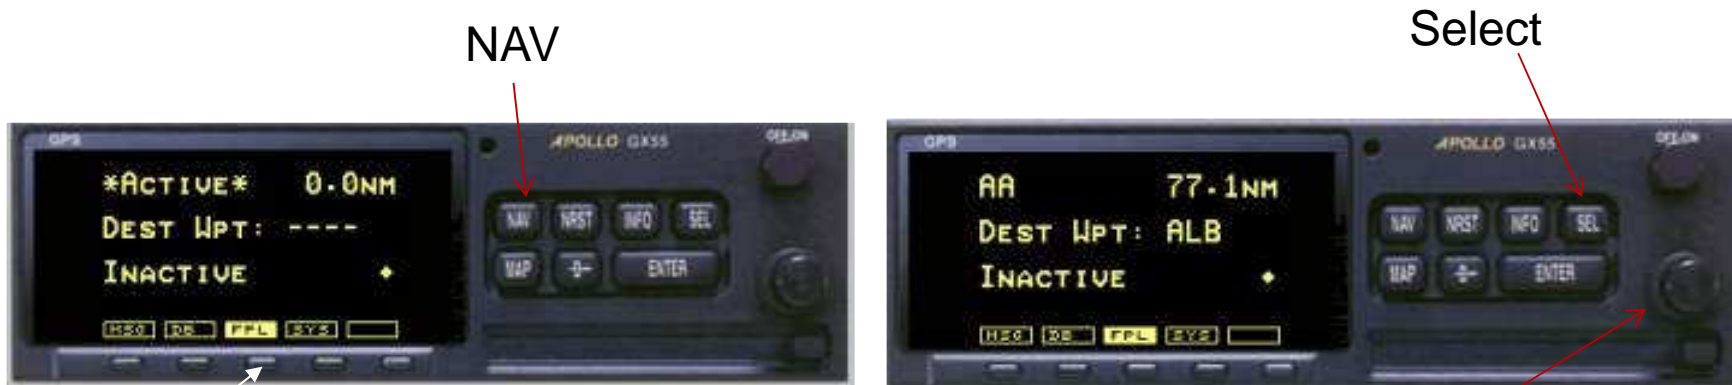 NAV
Select
GPS
APOLLO GX55
OFF/ON
*ACTIVE* 0.0NM
DEST WPT: ----
INACTIVE
MSG DB FPL SYS
NAV NRST INFO SEL
MAP -D- ENTER
GPS
APOLLO GX55
OFF/ON
AA 77.1NM
DEST WPT: ALB
INACTIVE
MSG DB FPL SYS
NAV NRST INFO SEL
MAP -D- ENTER